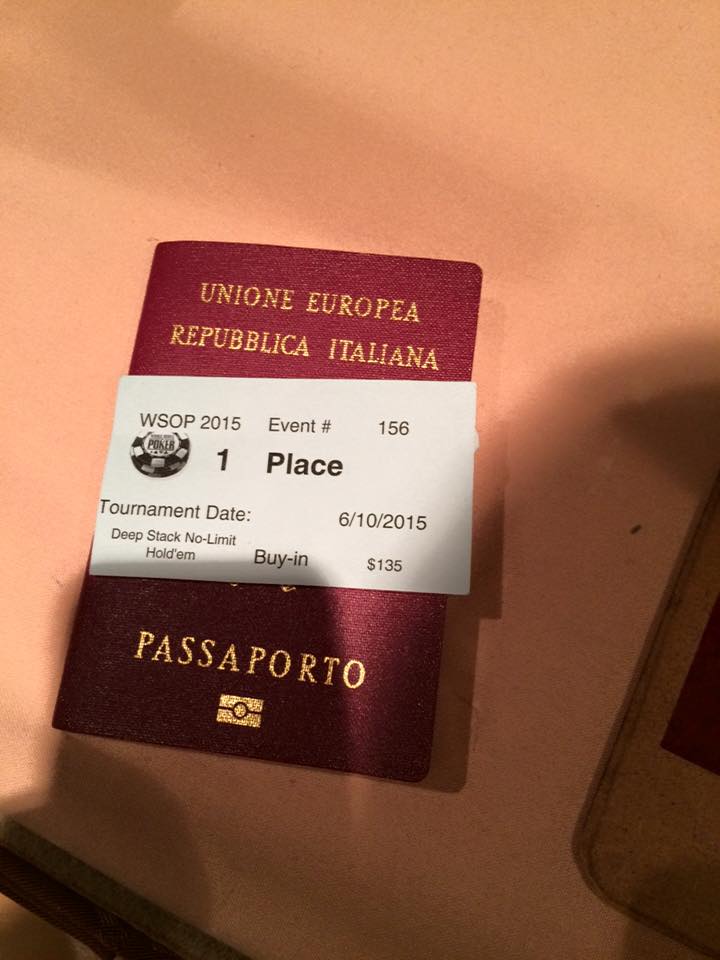 UNIONE EUROPEA
REPUBBLICA ITALIANA
WSOP 2015 Event # 156
POKER
1 Place
Tournament Date: 6/10/2015
Deep Stack No-Limit
Hold'em
Buy-in $135
PASSAPORTO